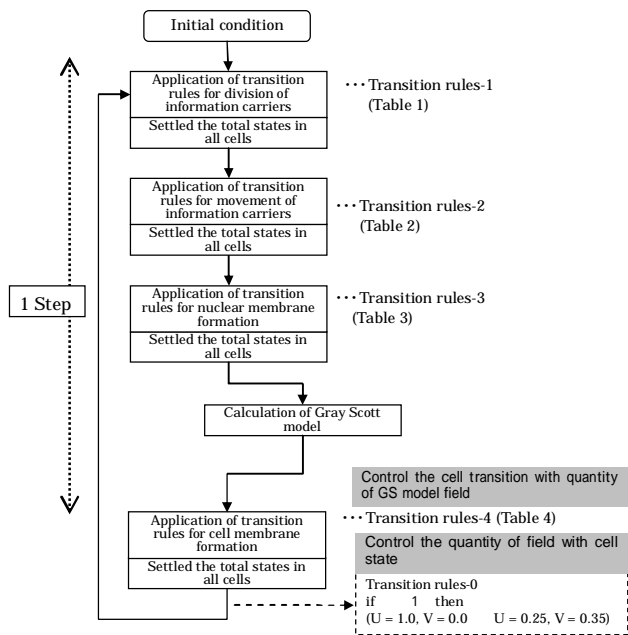 Initial condition
Application of transition
rules for division of
information carriers
Settled the total states in
all cells
··· Transition rules-1
(Table 1)
Application of transition
rules for movement of
information carriers
Settled the total states in
all cells
··· Transition rules-2
(Table 2)
1 Step
Application of transition
rules for nuclear membrane
formation
Settled the total states in
all cells
··· Transition rules-3
(Table 3)
Calculation of Gray Scott
model
Control the cell transition with quantity
of GS model field
Application of transition
rules for cell membrane
formation
Settled the total states in
all cells
··· Transition rules-4 (Table 4)
Control the quantity of field with cell
state
Transition rules-0
if 1 then
(U = 1.0, V = 0.0 U = 0.25, V = 0.35)